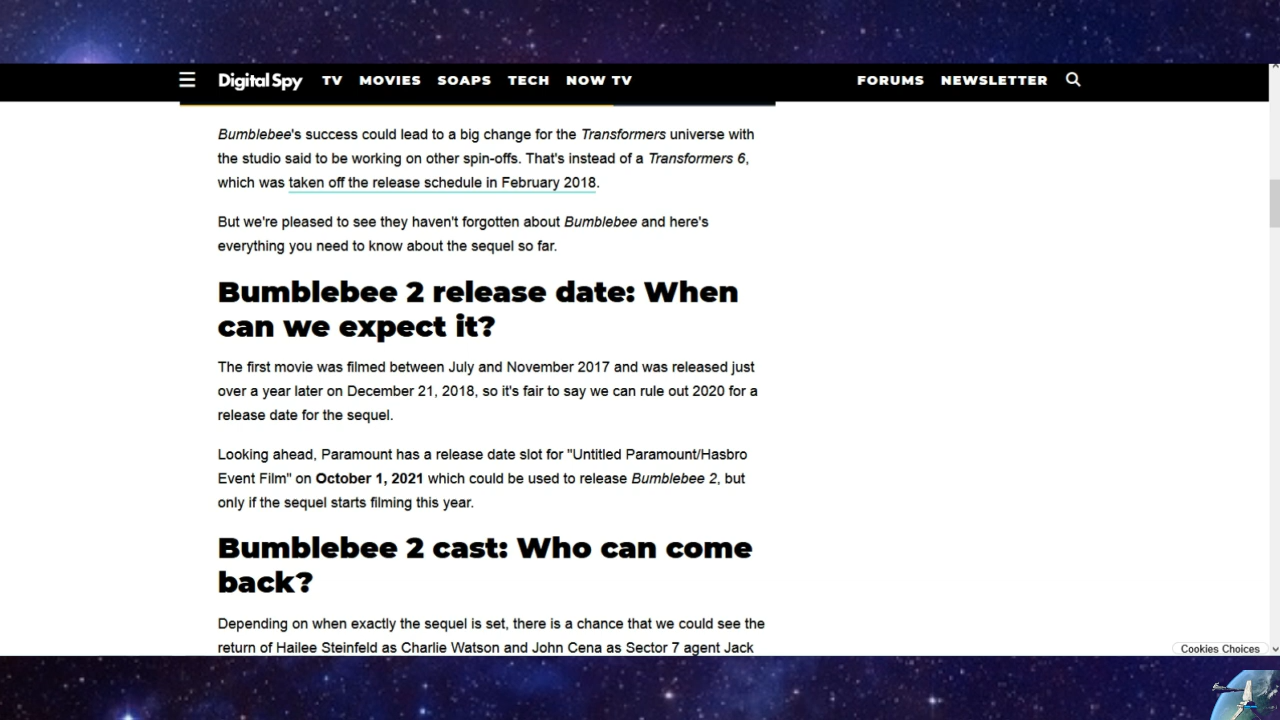 Digital Spy TV MOVIES SOAPS TECH NOW TV FORUMS NEWSLETTER
Bumblebee's success could lead to a big change for the Transformers universe with
the studio said to be working on other spin-offs. That's instead of a Transformers 6,
which was taken off the release schedule in February 2018.
But we're pleased to see they haven't forgotten about Bumblebee and here's
everything you need to know about the sequel so far.
Bumblebee 2 release date: When
can we expect it?
The first movie was filmed between July and November 2017 and was released just
over a year later on December 21, 2018, so it's fair to say we can rule out 2020 for a
release date for the sequel.
Looking ahead, Paramount has a release date slot for "Untitled Paramount/Hasbro
Event Film" on October 1, 2021 which could be used to release Bumblebee 2, but
only if the sequel starts filming this year.
Bumblebee 2 cast: Who can come
back?
Depending on when exactly the sequel is set, there is a chance that we could see the
return of Hailee Steinfeld as Charlie Watson and John Cena as Sector 7 agent Jack
Cookies Choices